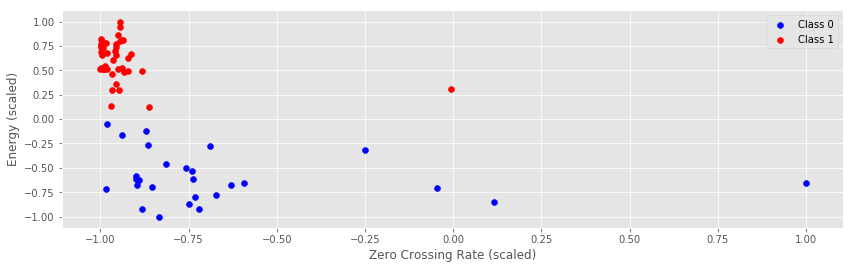 Class 0
Class 1
Energy (scaled)
1.00
0.75
0.50
0.25
0.00
−0.25
−0.50
−0.75
−1.00
−1.00 −0.75 −0.50 −0.25 0.00 0.25 0.50 0.75 1.00
Zero Crossing Rate (scaled)